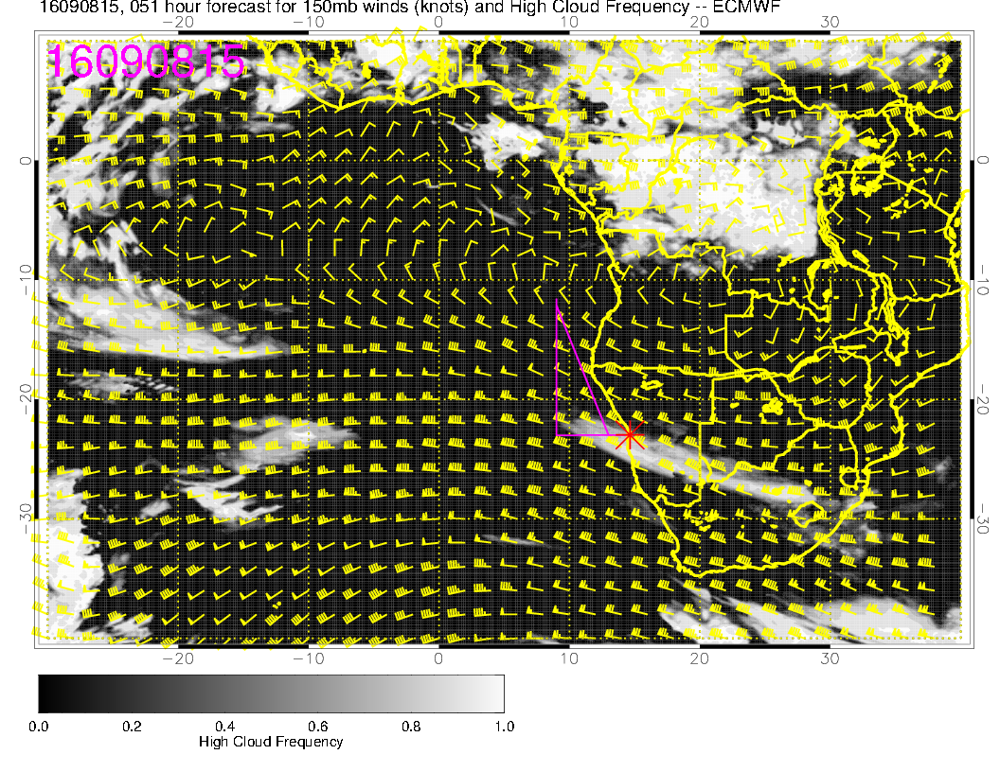 16090815, 051 hour forecast for 150mb winds (knots) and High Cloud Frequency -- ECMWF
−20 −10 0 10 20 30
16090815
0 0
−10 −10
−20 −20
−30 −30
−20 −10 0 10 20 30
0.0 0.2 0.4 0.6 0.8 1.0
High Cloud Frequency